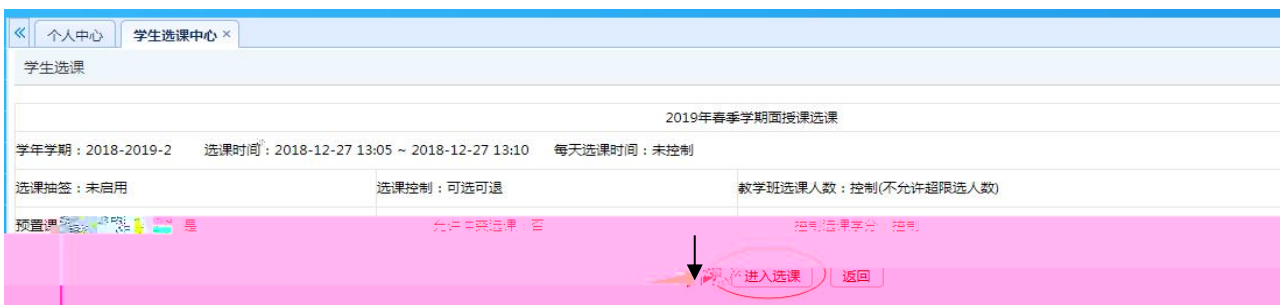 个人中心 学生选课中心 ×
学生选课
2019年春季学期面授课选课
学年学期：2018-2019-2 选课时间：2018-12-27 13:05 ~ 2018-12-27 13:10 每天选课时间：未控制
选课抽签：未启用 选课控制：可选可退 教学班选课人数：控制(不允许超限选人数)
预置课 是 允许冲突选课 否 控制选课学分 控制
进入选课 返回